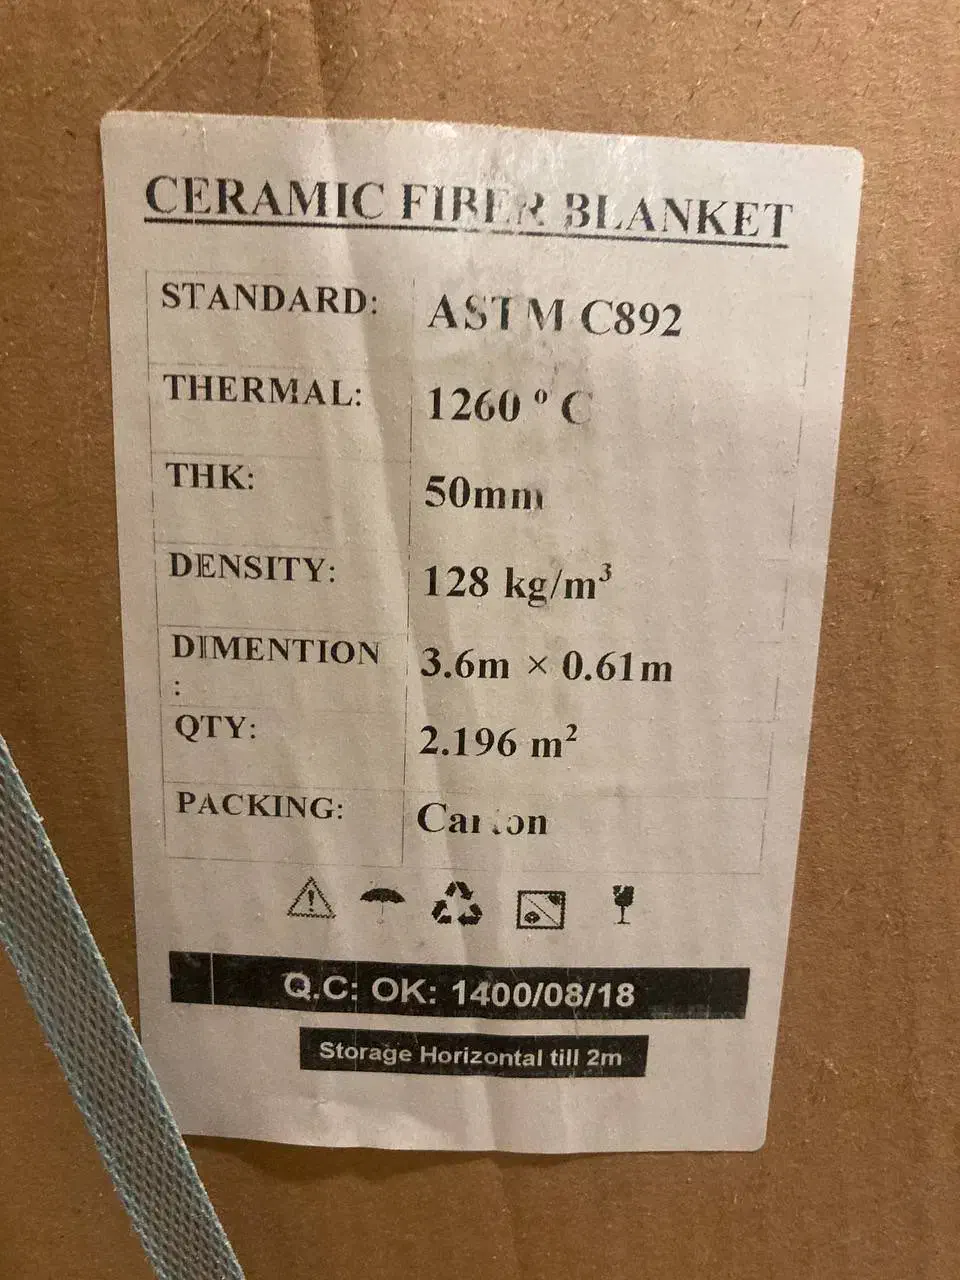 CERAMIC FIBER BLANKET
STANDARD: ASTM C892
THERMAL: 1260 º C
THK: 50mm
DENSITY: 128 kg/m³
DIMENTION : 3.6m × 0.61m
QTY: 2.196 m²
PACKING: Carton
Q.C: OK: 1400/08/18
Storage Horizontal till 2m